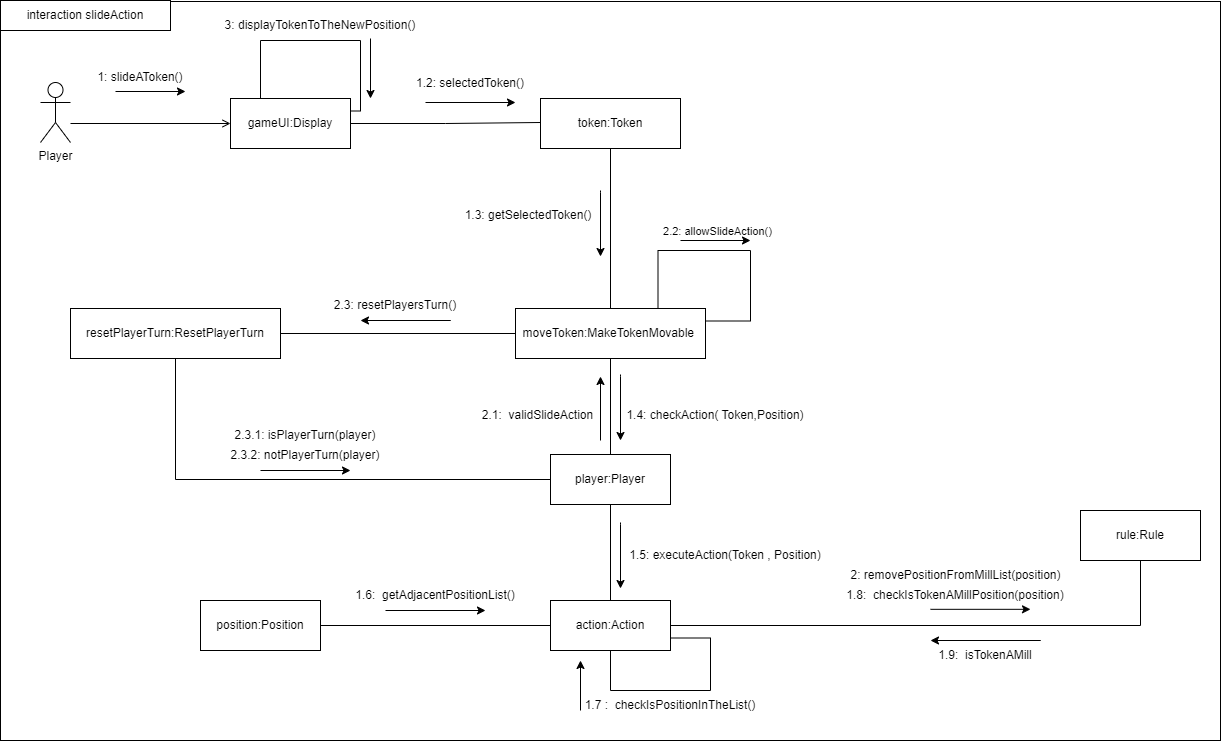 interaction slideAction
3: displayTokenToTheNewPosition()
1: slideAToken()
1.2: selectedToken()
gameUI:Display
token:Token
Player
1.3: getSelectedToken()
2.2: allowSlideAction()
2.3: resetPlayersTurn()
resetPlayerTurn:ResetPlayerTurn
moveToken:MakeTokenMovable
2.1: validSlideAction
1.4: checkAction( Token,Position)
2.3.1: isPlayerTurn(player)
2.3.2: notPlayerTurn(player)
player:Player
rule:Rule
1.5: executeAction(Token , Position)
2: removePositionFromMillList(position)
1.6: getAdjacentPositionList()
1.8: checkIsTokenAMillPosition(position)
position:Position
action:Action
1.9: isTokenAMill
1.7 : checkIsPositionInTheList()